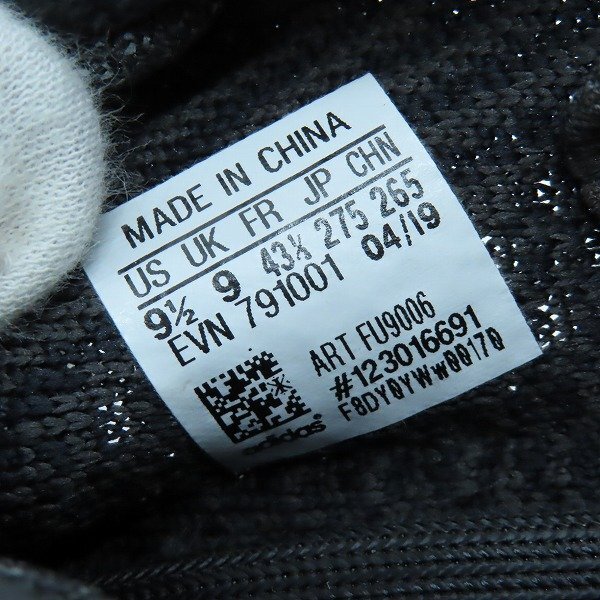 MADE IN CHINA
US UK FR JP CHN
9½ 9 43⅓ 275 265
EVN 791001 04/19
ART FU9006
#123016691
F8DY0YWw00170
adidas